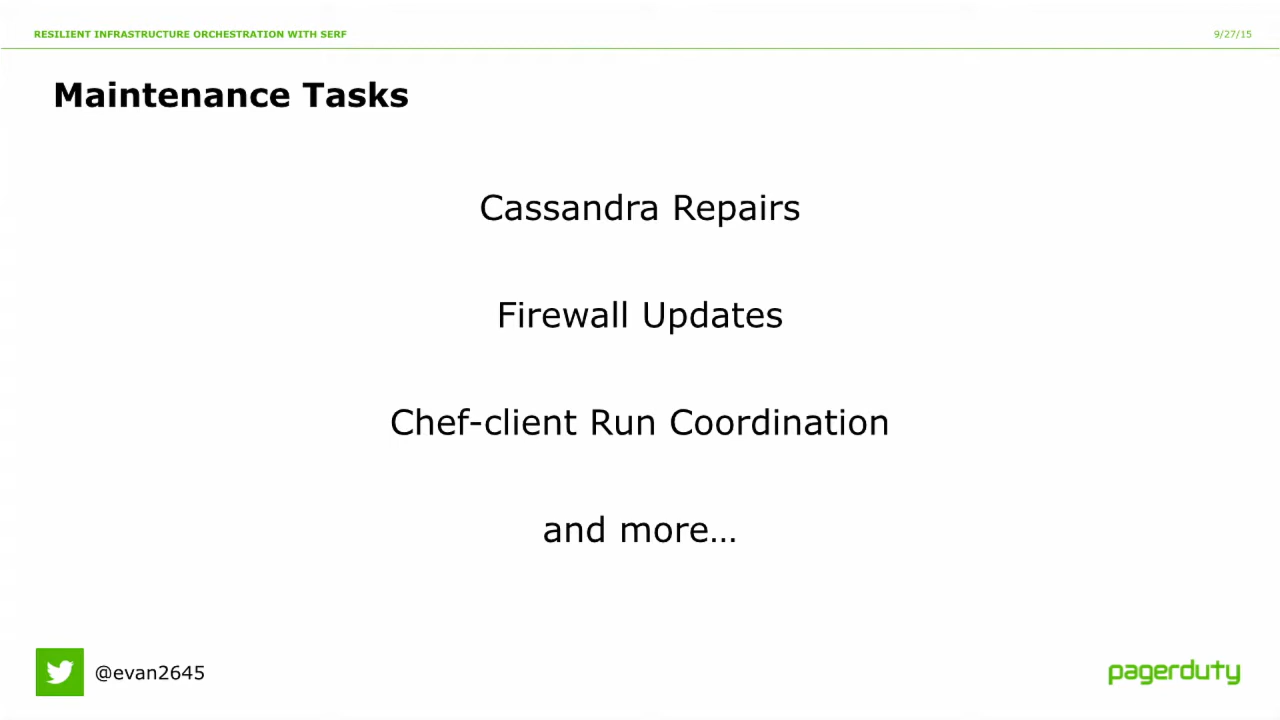 RESILIENT INFRASTRUCTURE ORCHESTRATION WITH SERF
9/27/15
Maintenance Tasks
Cassandra Repairs
Firewall Updates
Chef-client Run Coordination
and more…
@evan2645
pagerduty